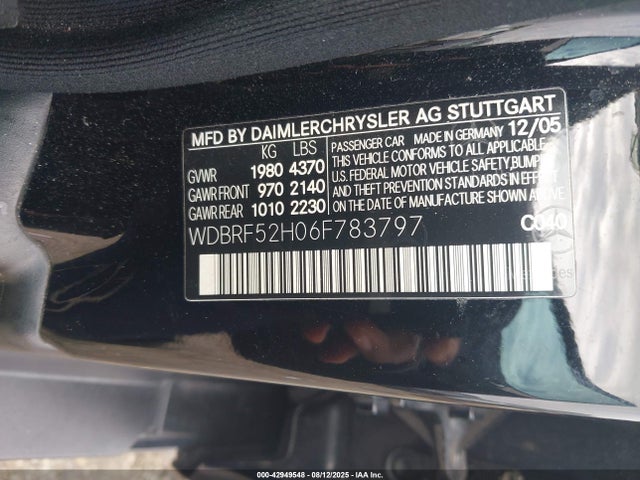 MFD BY DAIMLERCHRYSLER AG STUTTGART
KG LBS PASSENGER CAR MADE IN GERMANY 12/05
GVWR 1980 4370 THIS VEHICLE CONFORMS TO ALL APPLICABLE
GAWR FRONT 970 2140 U.S. FEDERAL MOTOR VEHICLE SAFETY, BUMPER
GAWR REAR 1010 2230 AND THEFT PREVENTION STANDARDS IN EFFECT ON
THE DATE OF MANUFACTURE SHOWN ABOVE.
WDBRF52H06F783797 C040
000-42949548 - 08/12/2025 - IAA Inc.